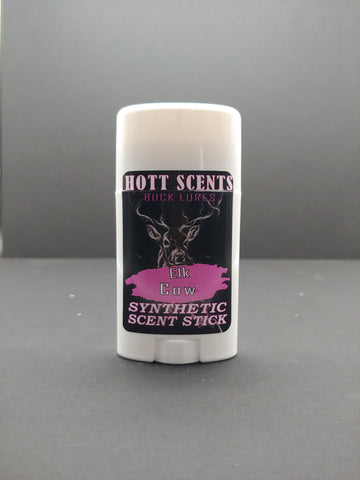 HOTT SCENTS
BUCK LURES
Elk
Cow
SYNTHETIC
SCENT STICK